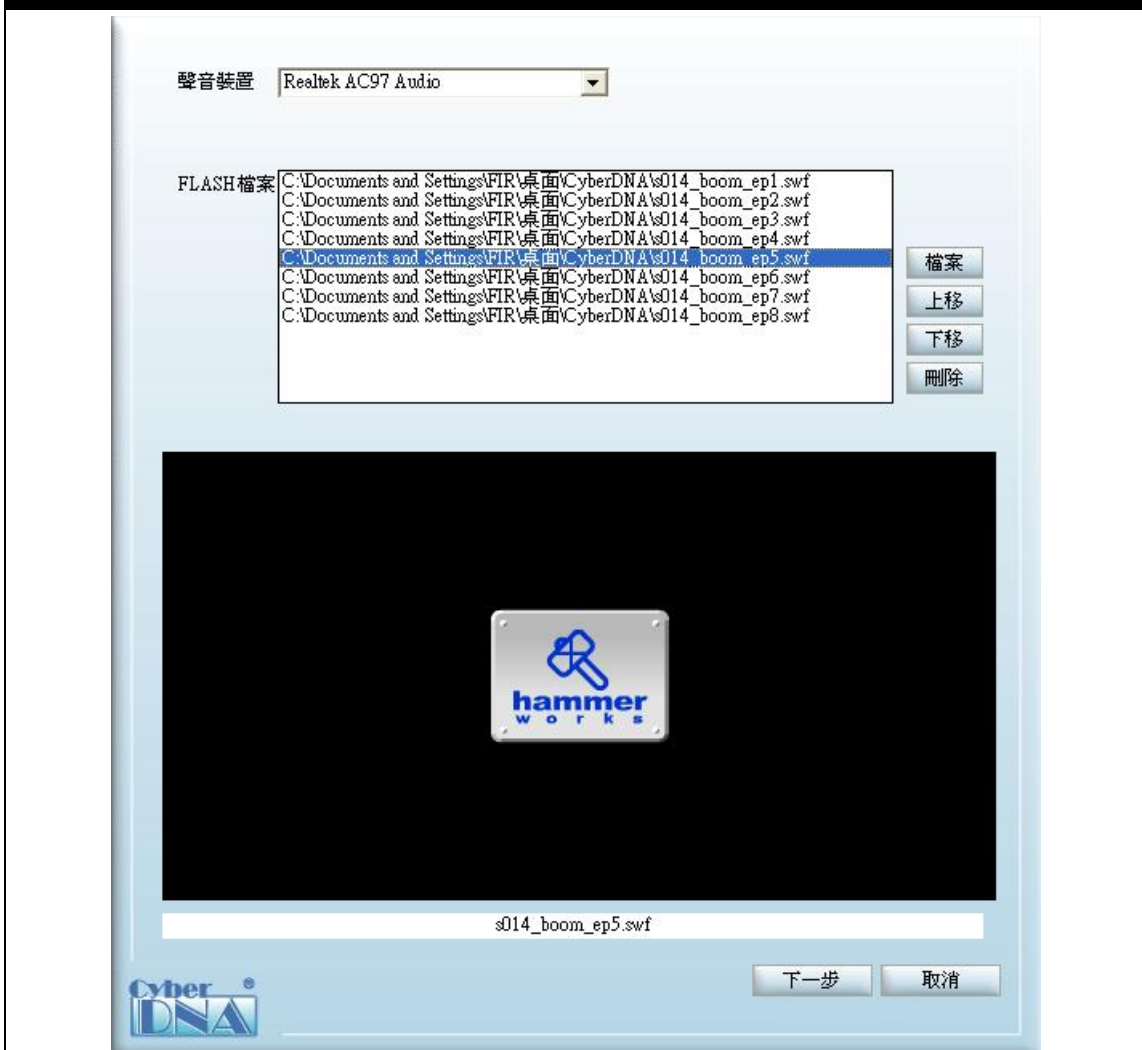 聲音裝置 Realtek AC97 Audio
FLASH檔案 C:\Documents and Settings\FIR\桌面\CyberDNA\s014_boom_ep1.swf
C:\Documents and Settings\FIR\桌面\CyberDNA\s014_boom_ep2.swf
C:\Documents and Settings\FIR\桌面\CyberDNA\s014_boom_ep3.swf
C:\Documents and Settings\FIR\桌面\CyberDNA\s014_boom_ep4.swf
C:\Documents and Settings\FIR\桌面\CyberDNA\s014_boom_ep5.swf
C:\Documents and Settings\FIR\桌面\CyberDNA\s014_boom_ep6.swf
C:\Documents and Settings\FIR\桌面\CyberDNA\s014_boom_ep7.swf
C:\Documents and Settings\FIR\桌面\CyberDNA\s014_boom_ep8.swf
檔案
上移
下移
刪除
hammer
works
s014_boom_ep5.swf
下一步 取消
Cyber ®
DNA